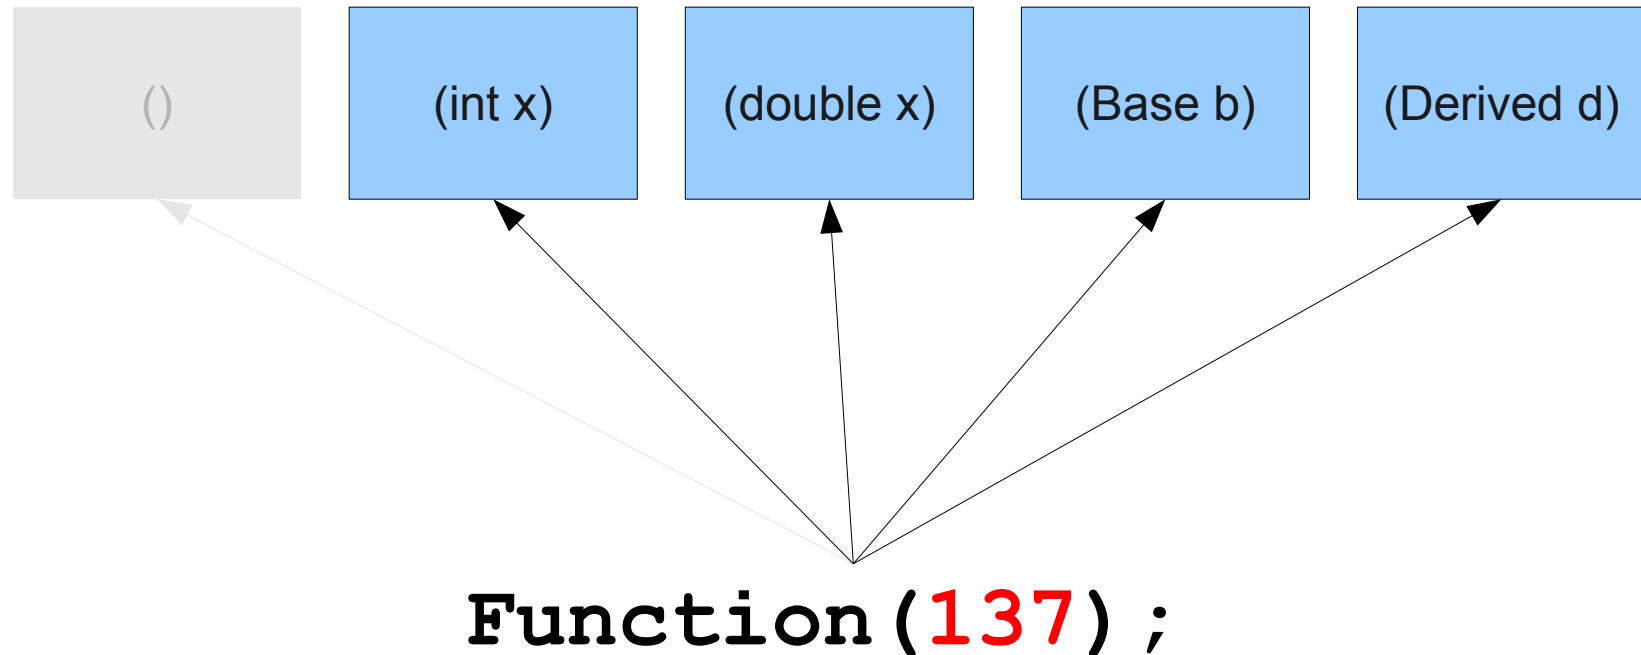 ()
(int x)
(double x)
(Base b)
(Derived d)
Function(137);